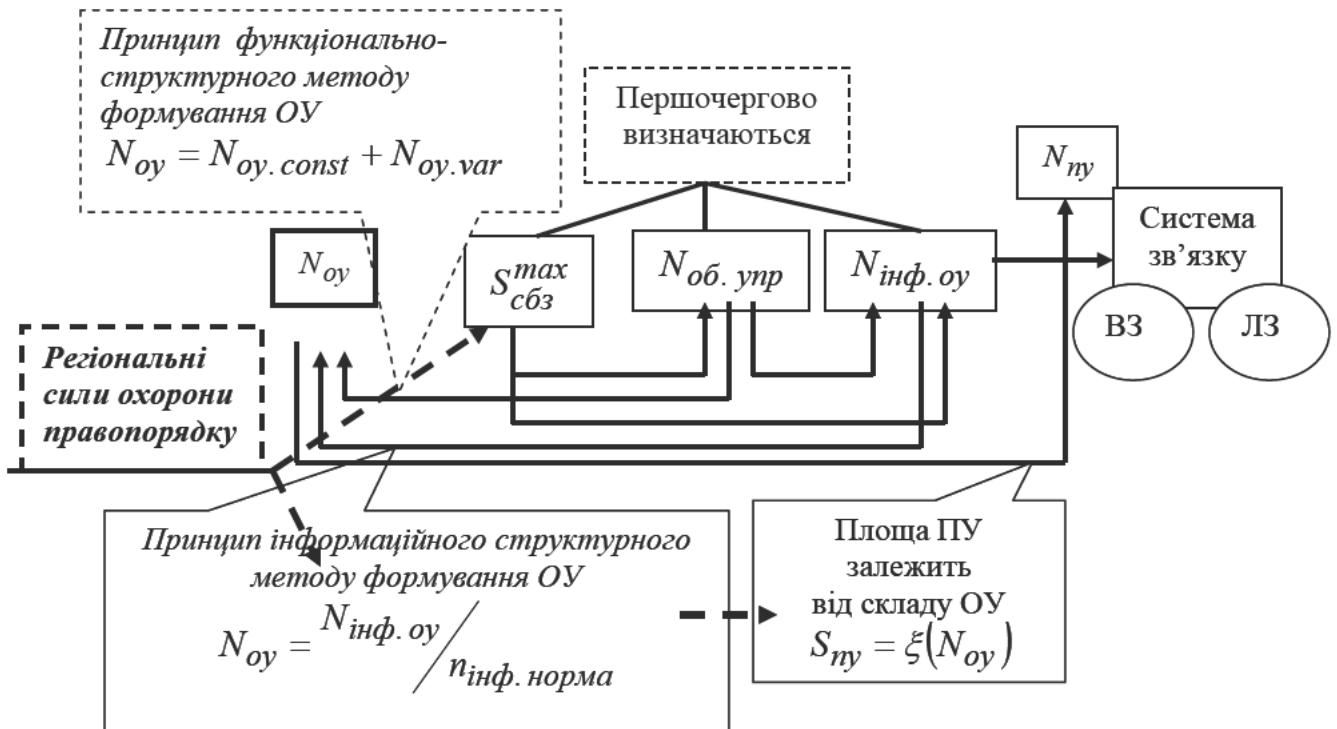 Принцип функціонально-
структурного методу
формування ОУ
N_{оу} = N_{оу. const} + N_{оу.var}
Першочергово
визначаються
N_{пу}
Система
зв’язку
ВЗ
ЛЗ
N_{оу}
S_{сбз}^{max}
N_{об. упр}
N_{інф. оу}
Регіональні
сили охорони
правопорядку
Принцип інформаційного структурного
методу формування ОУ
N_{оу} = N_{інф. оу} / n_{інф. норма}
Площа ПУ
залежить
від складу ОУ
S_{пу} = ξ(N_{оу})